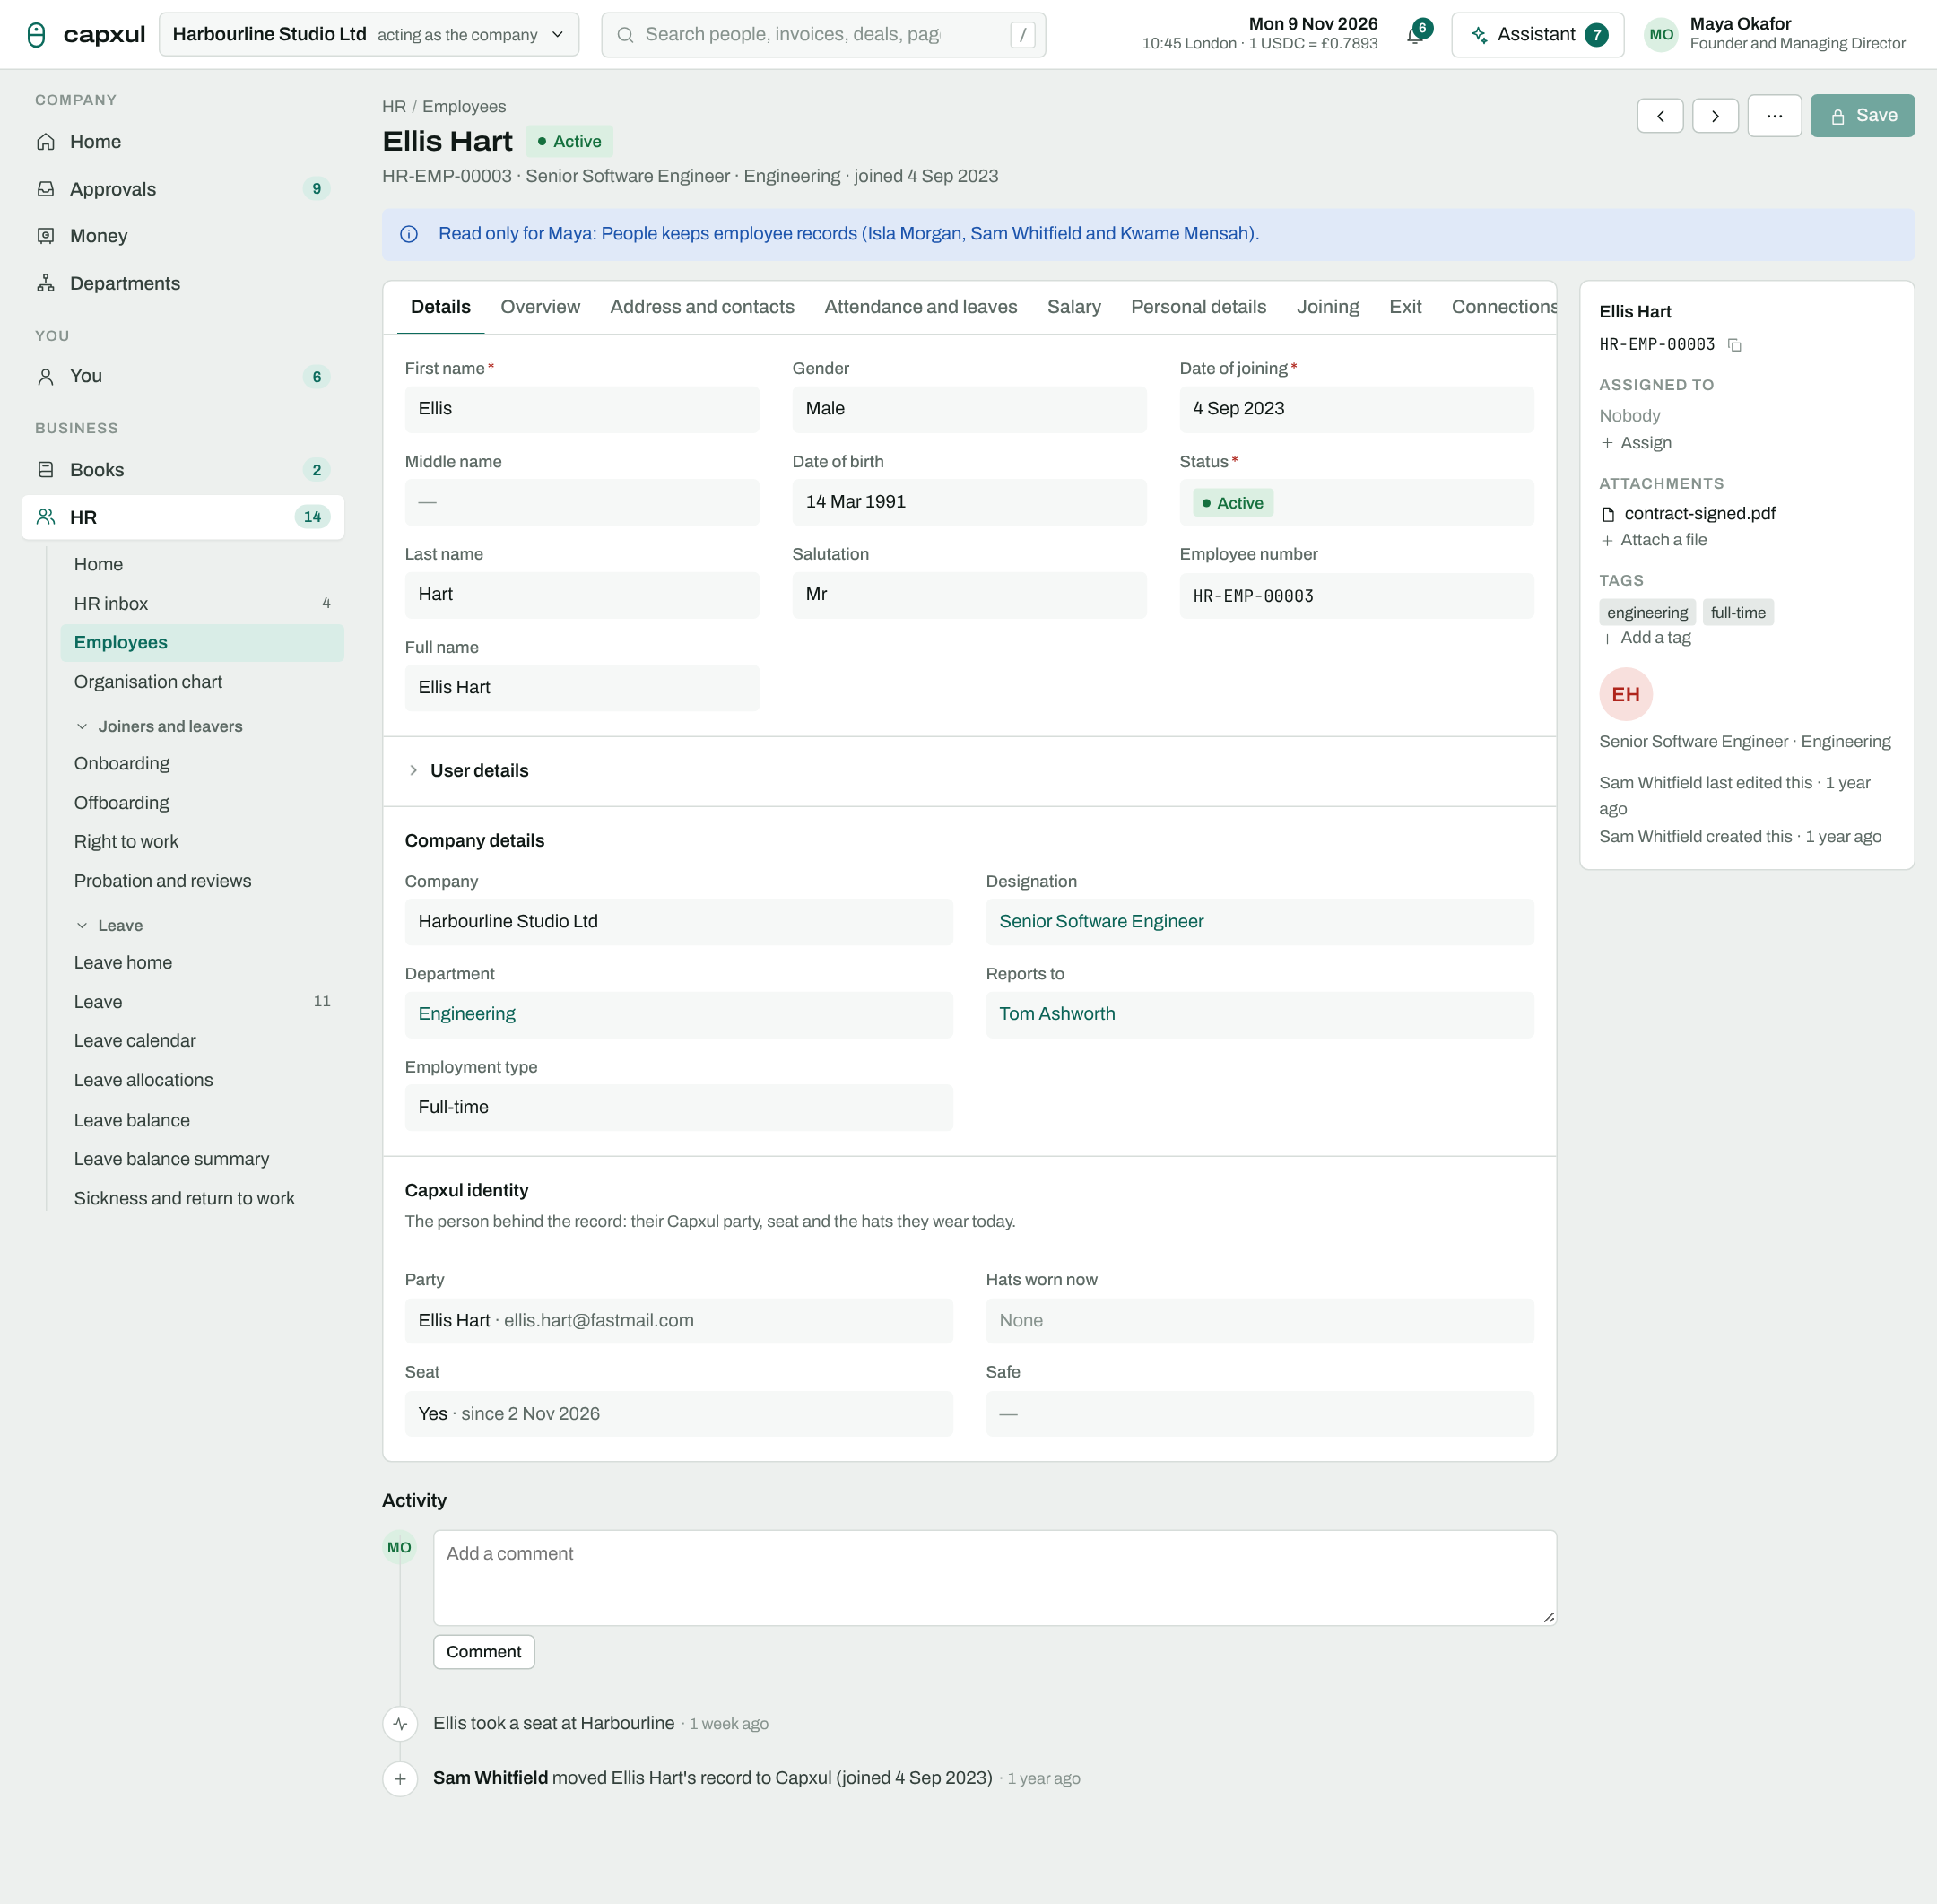 capxul
Harbourline Studio Ltd acting as the company
Search people, invoices, deals, pag
/
Mon 9 Nov 2026
10:45 London · 1 USDC = £0.7893
6
Assistant 7
MO
Maya Okafor
Founder and Managing Director
COMPANY
Home
Approvals 9
Money
Departments
YOU
You 6
BUSINESS
Books 2
HR 14
Home
HR inbox 4
Employees
Organisation chart
Joiners and leavers
Onboarding
Offboarding
Right to work
Probation and reviews
Leave
Leave home
Leave 11
Leave calendar
Leave allocations
Leave balance
Leave balance summary
Sickness and return to work
HR / Employees
Ellis Hart Active
HR-EMP-00003 · Senior Software Engineer · Engineering · joined 4 Sep 2023
... Save
Read only for Maya: People keeps employee records (Isla Morgan, Sam Whitfield and Kwame Mensah).
Details Overview Address and contacts Attendance and leaves Salary Personal details Joining Exit Connections
First name* Gender Date of joining*
Ellis Male 4 Sep 2023
Middle name Date of birth Status*
— 14 Mar 1991 Active
Last name Salutation Employee number
Hart Mr HR-EMP-00003
Full name
Ellis Hart
User details
Company details
Company Designation
Harbourline Studio Ltd Senior Software Engineer
Department Reports to
Engineering Tom Ashworth
Employment type
Full-time
Capxul identity
The person behind the record: their Capxul party, seat and the hats they wear today.
Party Hats worn now
Ellis Hart · ellis.hart@fastmail.com None
Seat Safe
Yes · since 2 Nov 2026 —
Ellis Hart
HR-EMP-00003
ASSIGNED TO
Nobody
+ Assign
ATTACHMENTS
contract-signed.pdf
+ Attach a file
TAGS
engineering full-time
+ Add a tag
EH
Senior Software Engineer · Engineering
Sam Whitfield last edited this · 1 year
ago
Sam Whitfield created this · 1 year ago
Activity
MO
Add a comment
Comment
Ellis took a seat at Harbourline · 1 week ago
Sam Whitfield moved Ellis Hart's record to Capxul (joined 4 Sep 2023) · 1 year ago